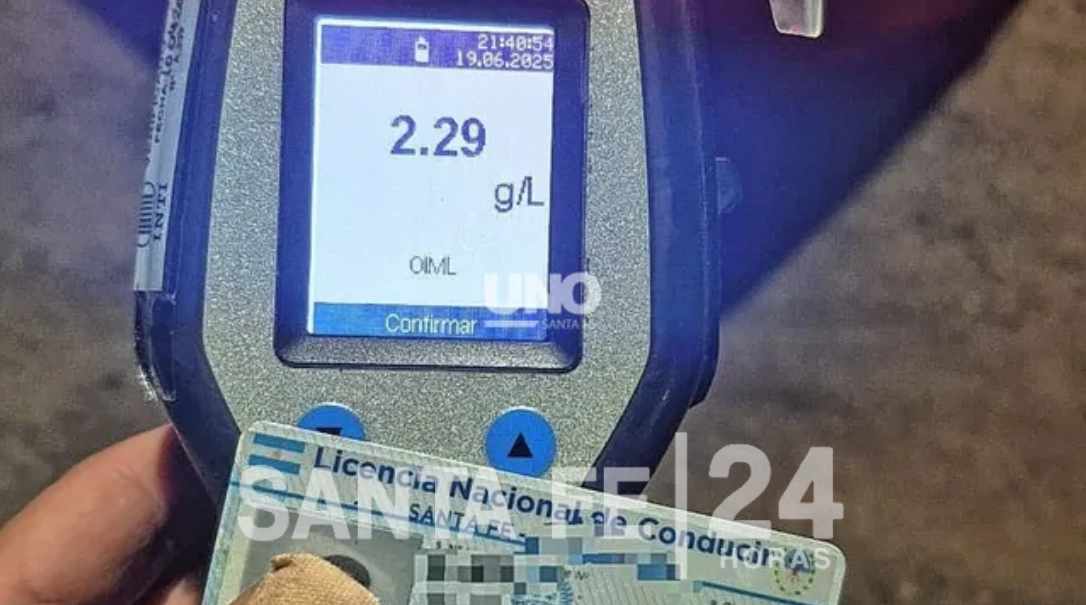 21:40:54
19.06.2025
2.29
g/L
OIML
Confirmar
UNO
SANTA FE
INTI
Licencia Nacional de Conducir
SANTA FE
SANTA FE | 24
HORAS